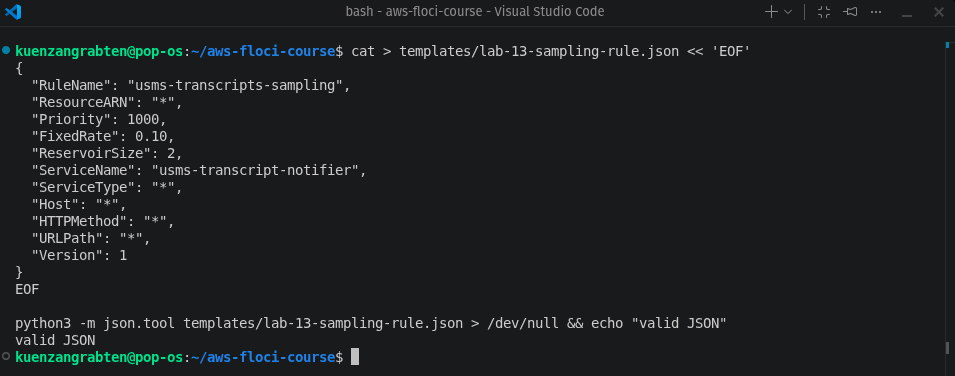 bash - aws-floci-course - Visual Studio Code
kuenzangrabten@pop-os:~/aws-floci-course$ cat > templates/lab-13-sampling-rule.json << 'EOF'
{
  "RuleName": "usms-transcripts-sampling",
  "ResourceARN": "*",
  "Priority": 1000,
  "FixedRate": 0.10,
  "ReservoirSize": 2,
  "ServiceName": "usms-transcript-notifier",
  "ServiceType": "*",
  "Host": "*",
  "HTTPMethod": "*",
  "URLPath": "*",
  "Version": 1
}
EOF
python3 -m json.tool templates/lab-13-sampling-rule.json > /dev/null && echo "valid JSON"
valid JSON
kuenzangrabten@pop-os:~/aws-floci-course$